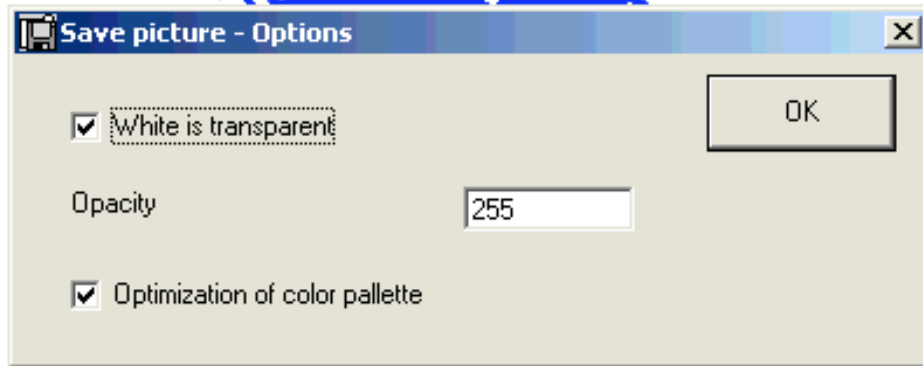 Save picture - Options
White is transparent
OK
Opacity
255
Optimization of color pallette